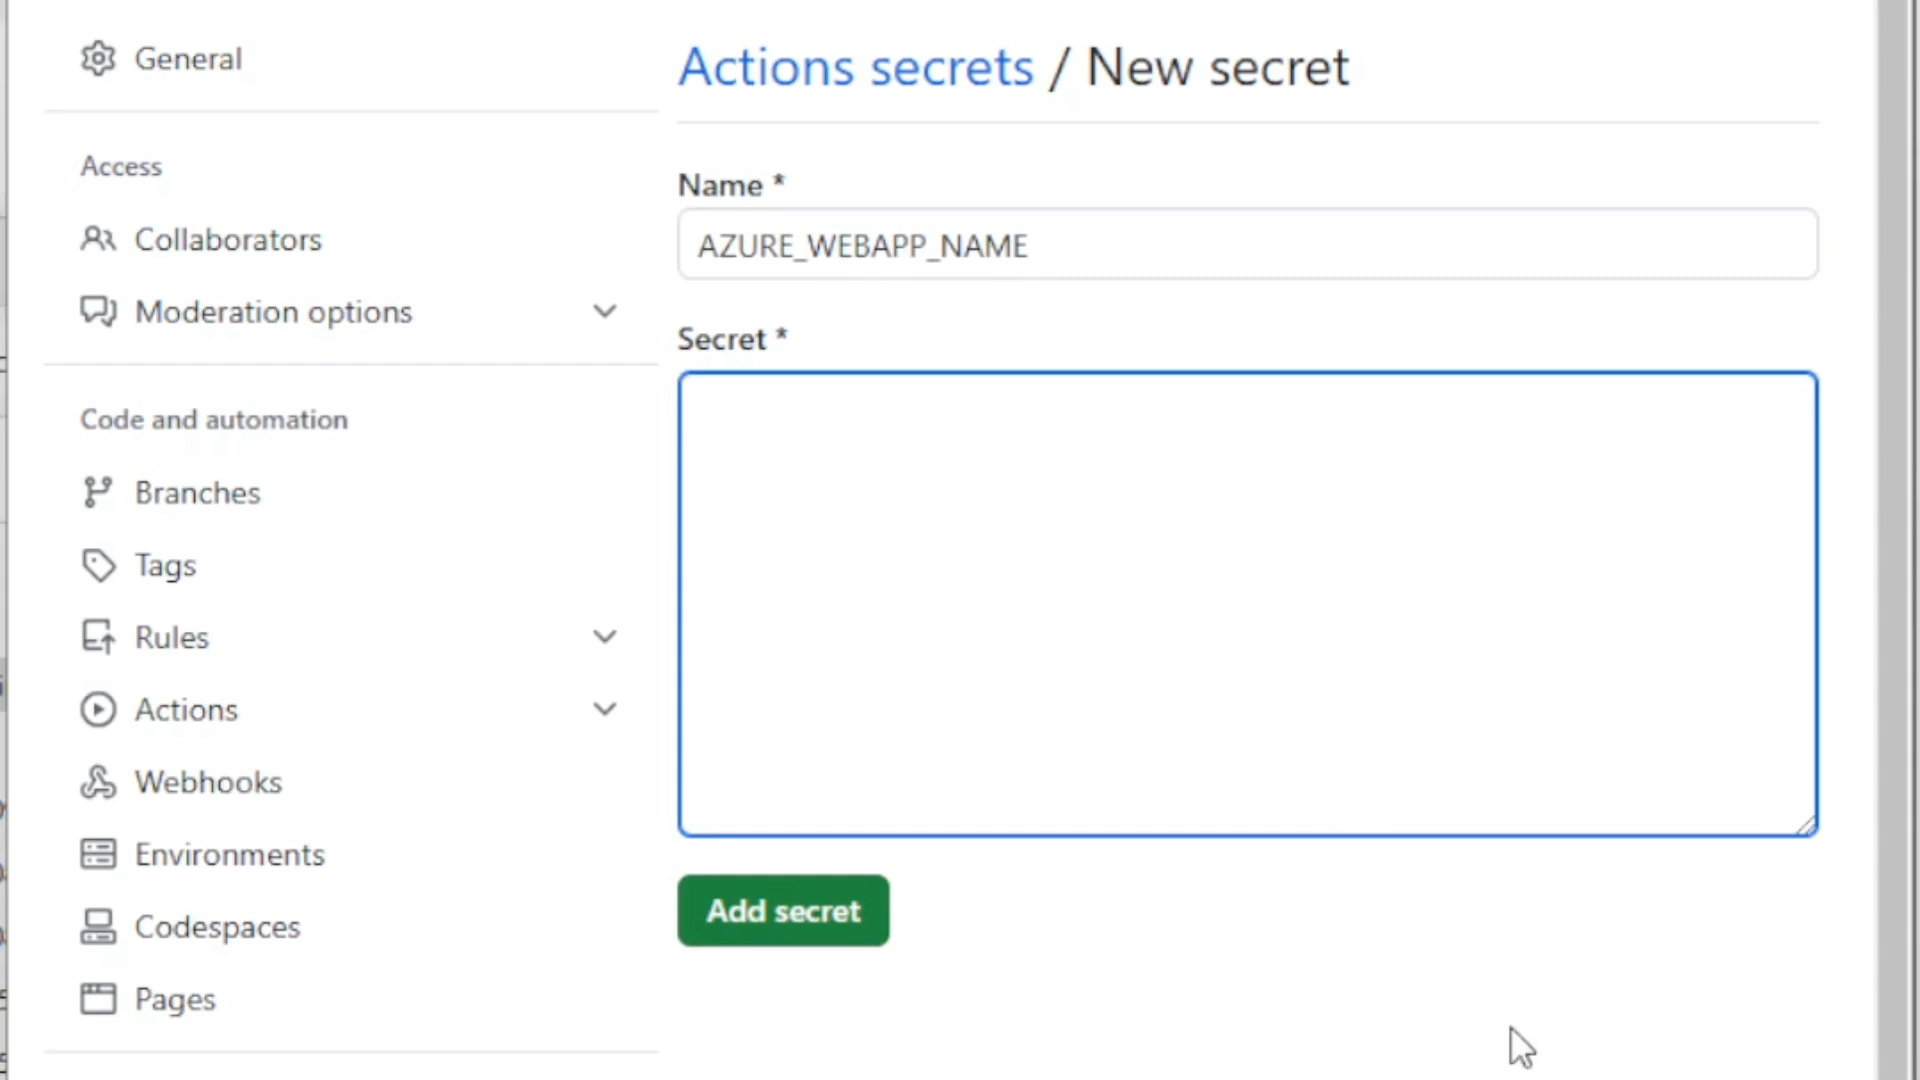 General
Access
Collaborators
Moderation options
Code and automation
Branches
Tags
Rules
Actions
Webhooks
Environments
Codespaces
Pages
Actions secrets / New secret
Name *
AZURE_WEBAPP_NAME
Secret *
Add secret